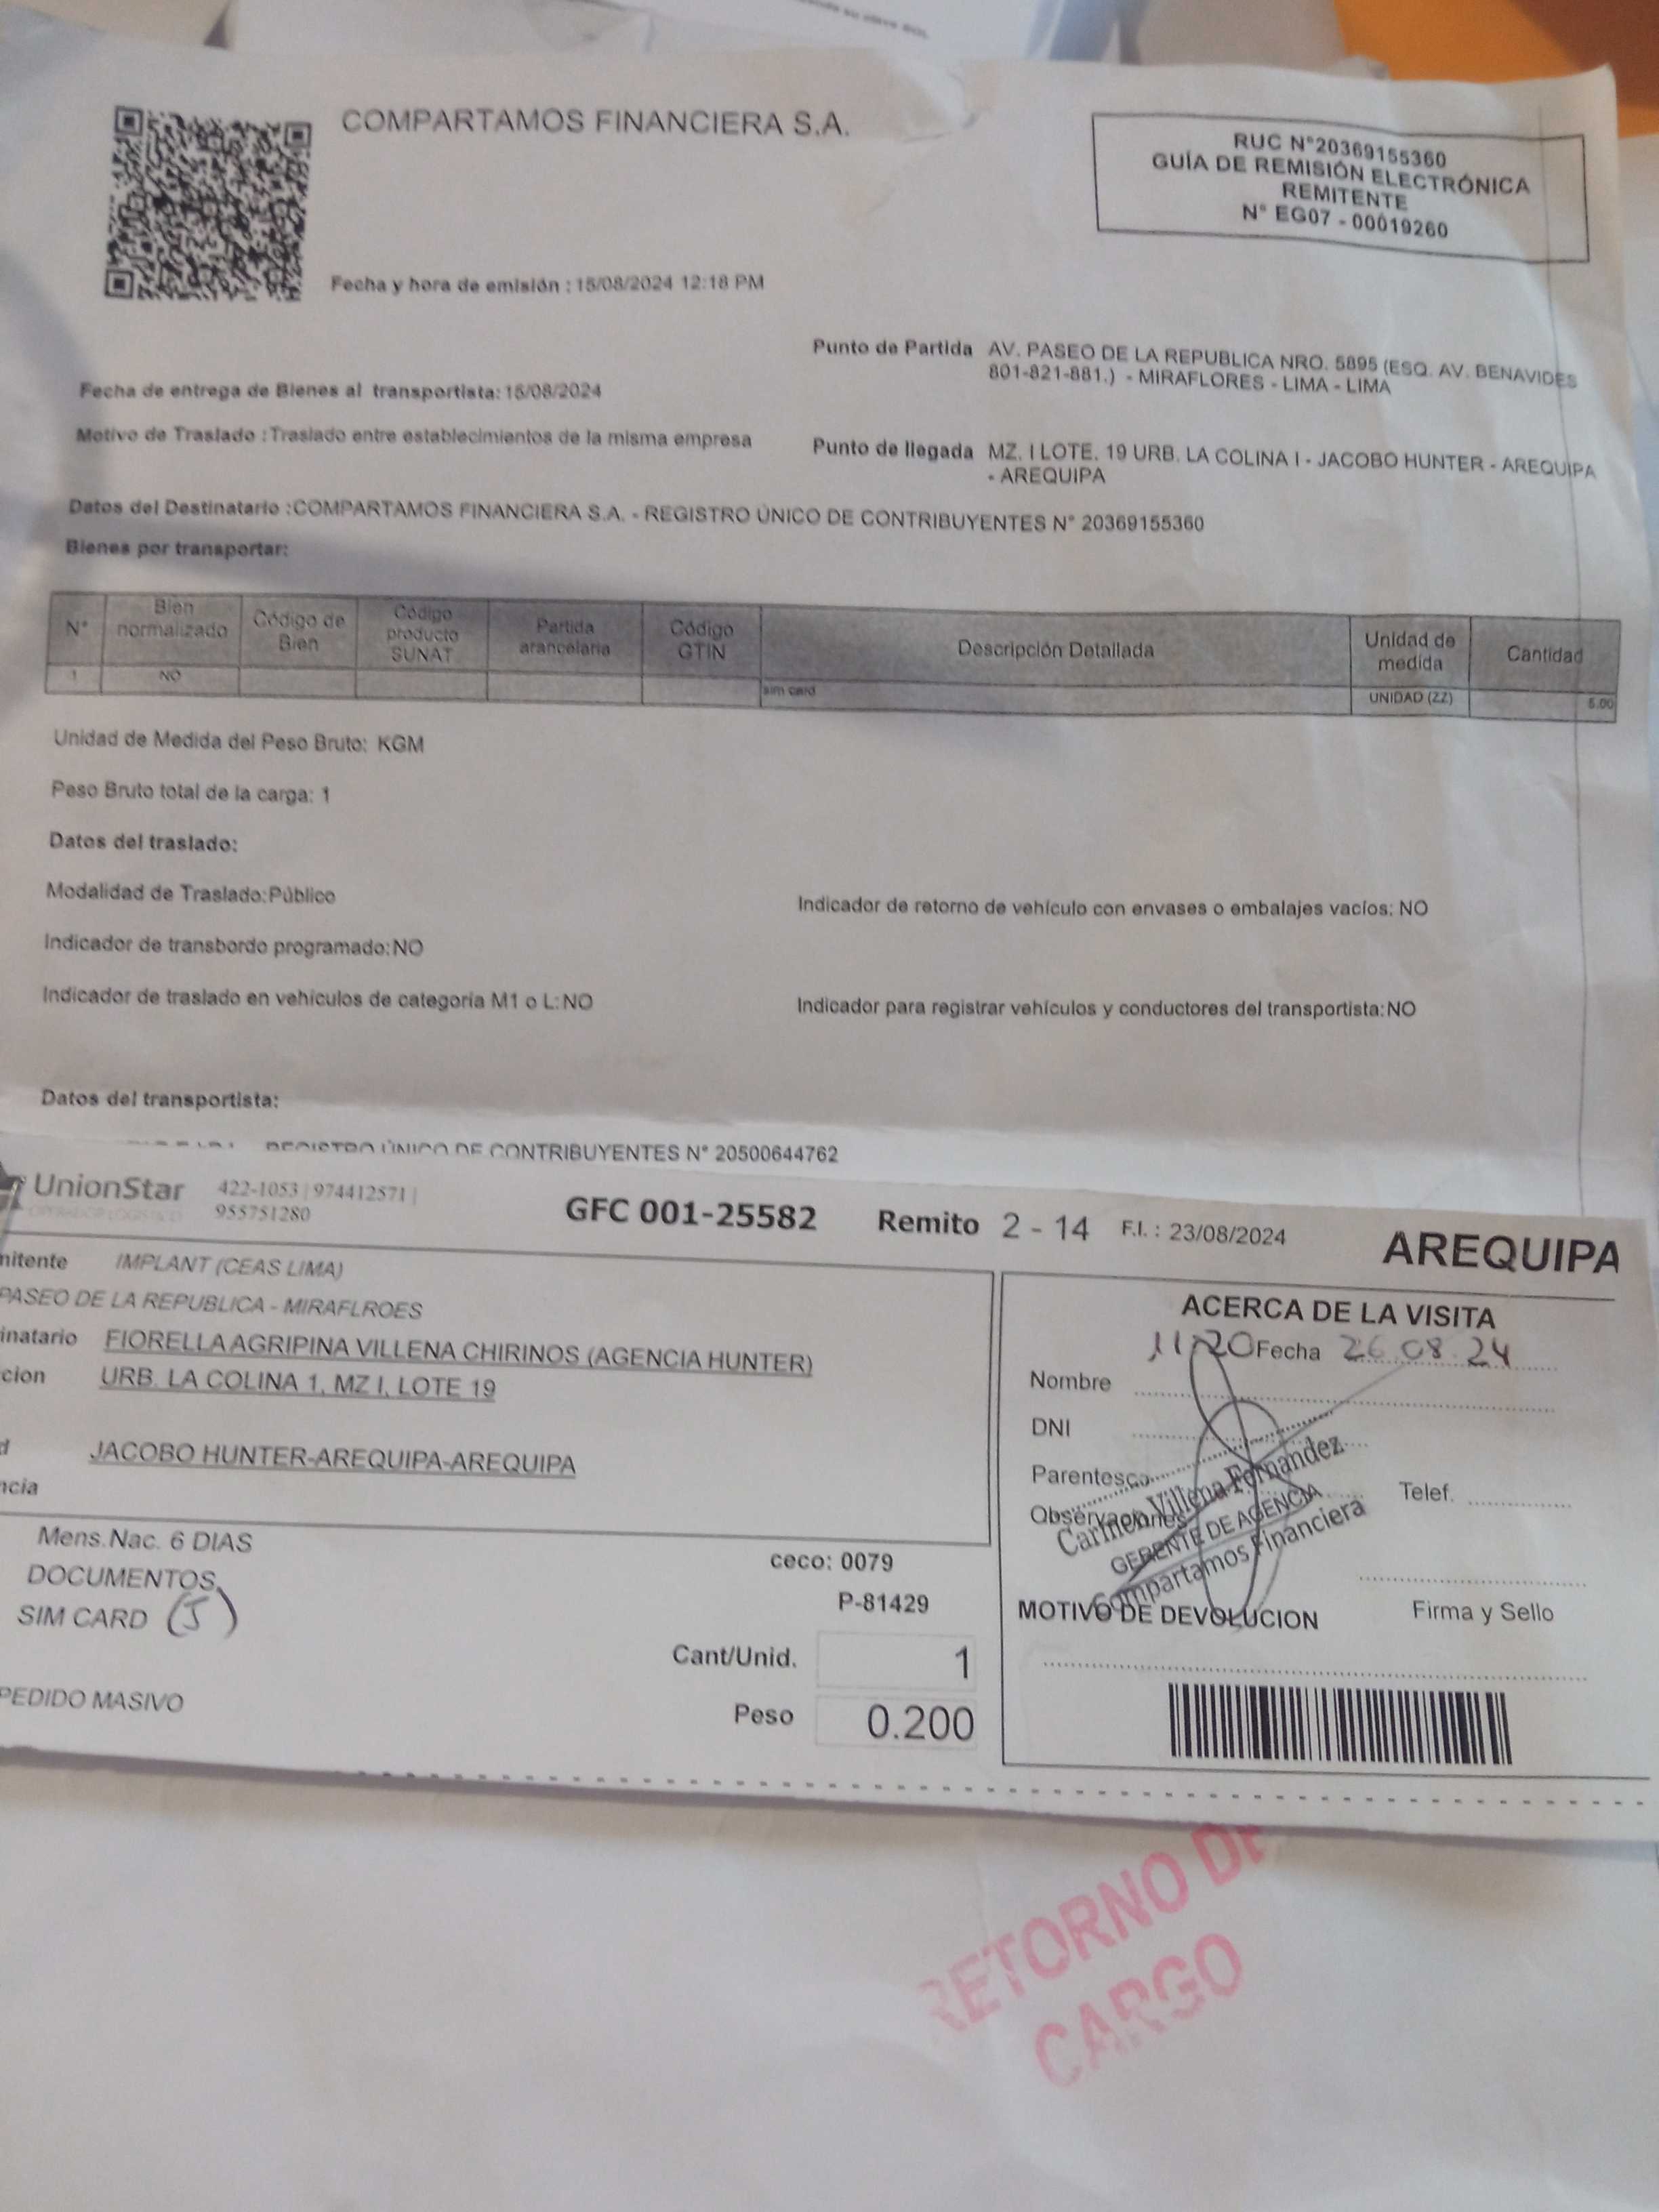 COMPARTAMOS FINANCIERA S.A.
RUC N°20369155360
GUÍA DE REMISIÓN ELECTRÓNICA
REMITENTE
N° EG07 - 00019260
Fecha y hora de emisión : 15/08/2024 12:18 PM
Punto de Partida AV. PASEO DE LA REPUBLICA NRO. 5895 (ESQ. AV. BENAVIDES
801-821-881.) - MIRAFLORES - LIMA - LIMA
Fecha de entrega de Bienes al transportista: 15/08/2024
Motivo de Traslado : Traslado entre establecimientos de la misma empresa
Punto de llegada MZ. I LOTE. 19 URB. LA COLINA I - JACOBO HUNTER - AREQUIPA
- AREQUIPA
Datos del Destinatario : COMPARTAMOS FINANCIERA S.A. - REGISTRO ÚNICO DE CONTRIBUYENTES N° 20369155360
Bienes por transportar:
N° Bien normalizado Código de Bien Código producto SUNAT Partida arancelaria Código GTIN Descripción Detallada Unidad de medida Cantidad
1 NO sim card UNIDAD (ZZ) 5.00
Unidad de Medida del Peso Bruto: KGM
Peso Bruto total de la carga: 1
Datos del traslado:
Modalidad de Traslado: Público
Indicador de retorno de vehículo con envases o embalajes vacíos: NO
Indicador de transbordo programado: NO
Indicador de traslado en vehículos de categoría M1 o L: NO
Indicador para registrar vehículos y conductores del transportista: NO
Datos del transportista:
REGISTRO ÚNICO DE CONTRIBUYENTES N° 20500644762
UnionStar
422-1053 | 974412571 |
955751280
GFC 001-25582 Remito 2 - 14 F.I. : 23/08/2024 AREQUIPA
mitente IMPLANT (CEAS LIMA)
PASEO DE LA REPUBLICA - MIRAFLROES
inatario FIORELLA AGRIPINA VILLENA CHIRINOS (AGENCIA HUNTER)
cion URB. LA COLINA 1, MZ I, LOTE 19
d JACOBO HUNTER-AREQUIPA-AREQUIPA
ncia
Mens.Nac. 6 DIAS
DOCUMENTOS
SIM CARD (5)
PEDIDO MASIVO
ceco: 0079
P-81429
Cant/Unid. 1
Peso 0.200
ACERCA DE LA VISITA
11:20 Fecha 26.08.24
Nombre
DNI
Parentesco
Observaciones
Telef.
Carmen Villena Fernandez
GERENTE DE AGENCIA
Compartamos Financiera
MOTIVO DE DEVOLUCION
Firma y Sello
RETORNO DE
CARGO